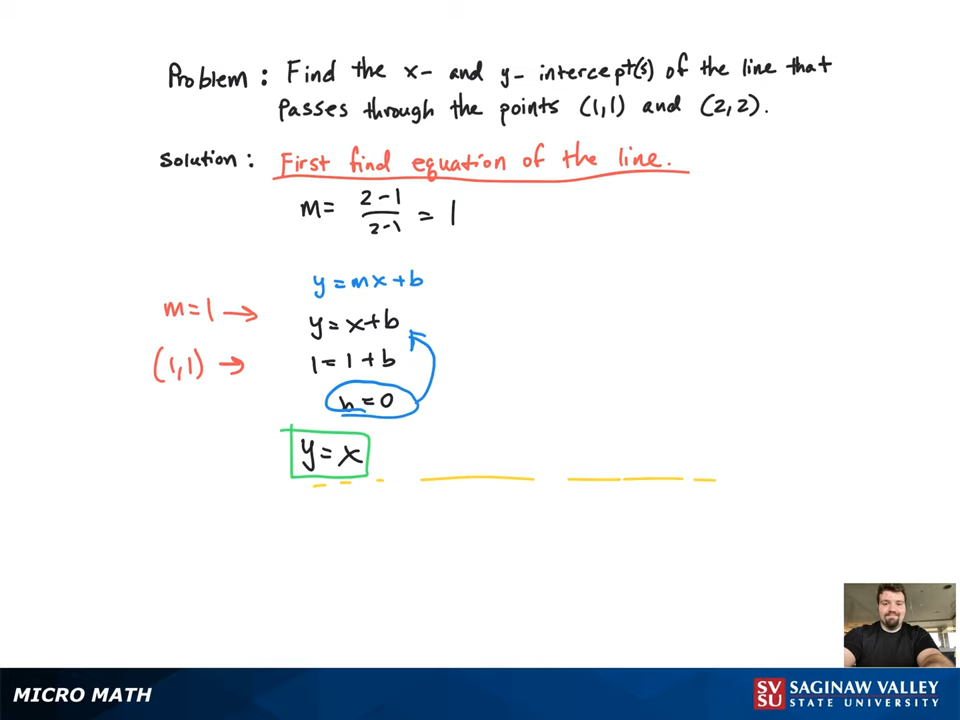 Problem: Find the x- and y- intercept(s) of the line that
passes through the points (1,1) and (2,2).
Solution: First find equation of the line.
m= 2-1/2-1 = 1
y=mx+b
m=1 → y=x+b
(1,1) → 1=1+b
b=0
y=x
MICRO MATH
SVSU SAGINAW VALLEY
STATE UNIVERSITY